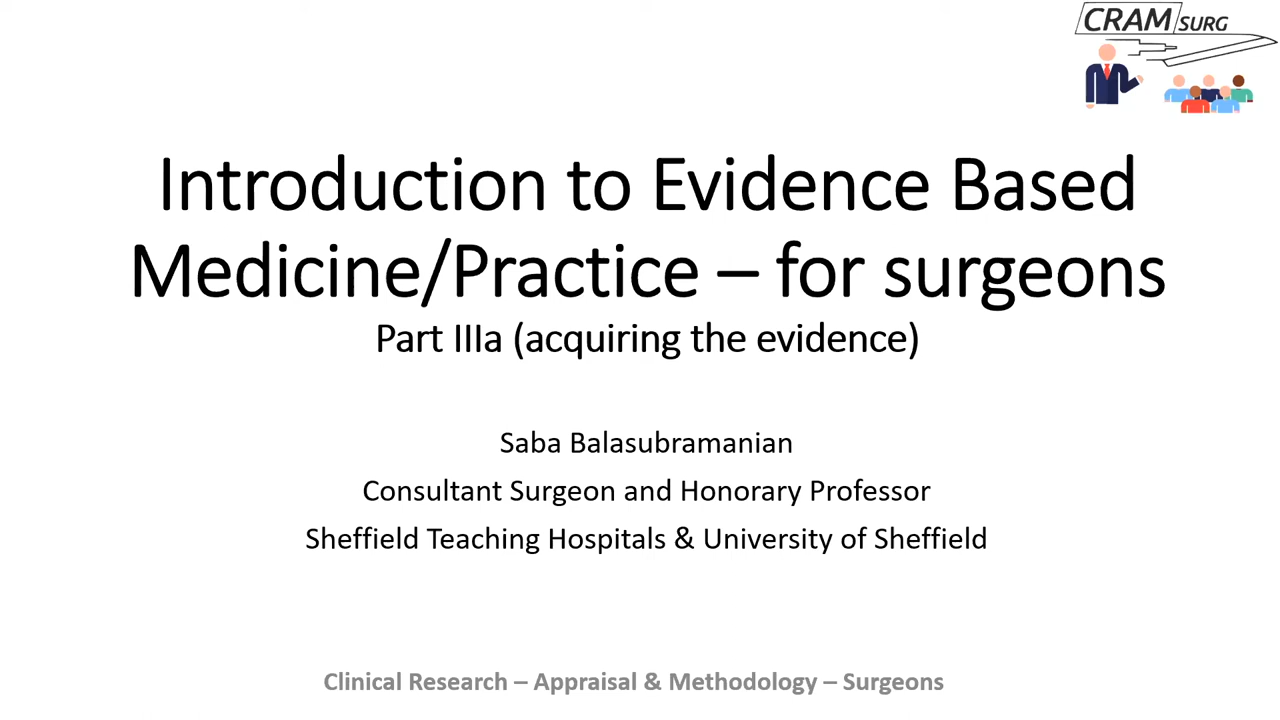 CRAM SURG
Introduction to Evidence Based
Medicine/Practice – for surgeons
Part IIIa (acquiring the evidence)
Saba Balasubramanian
Consultant Surgeon and Honorary Professor
Sheffield Teaching Hospitals & University of Sheffield
Clinical Research – Appraisal & Methodology – Surgeons